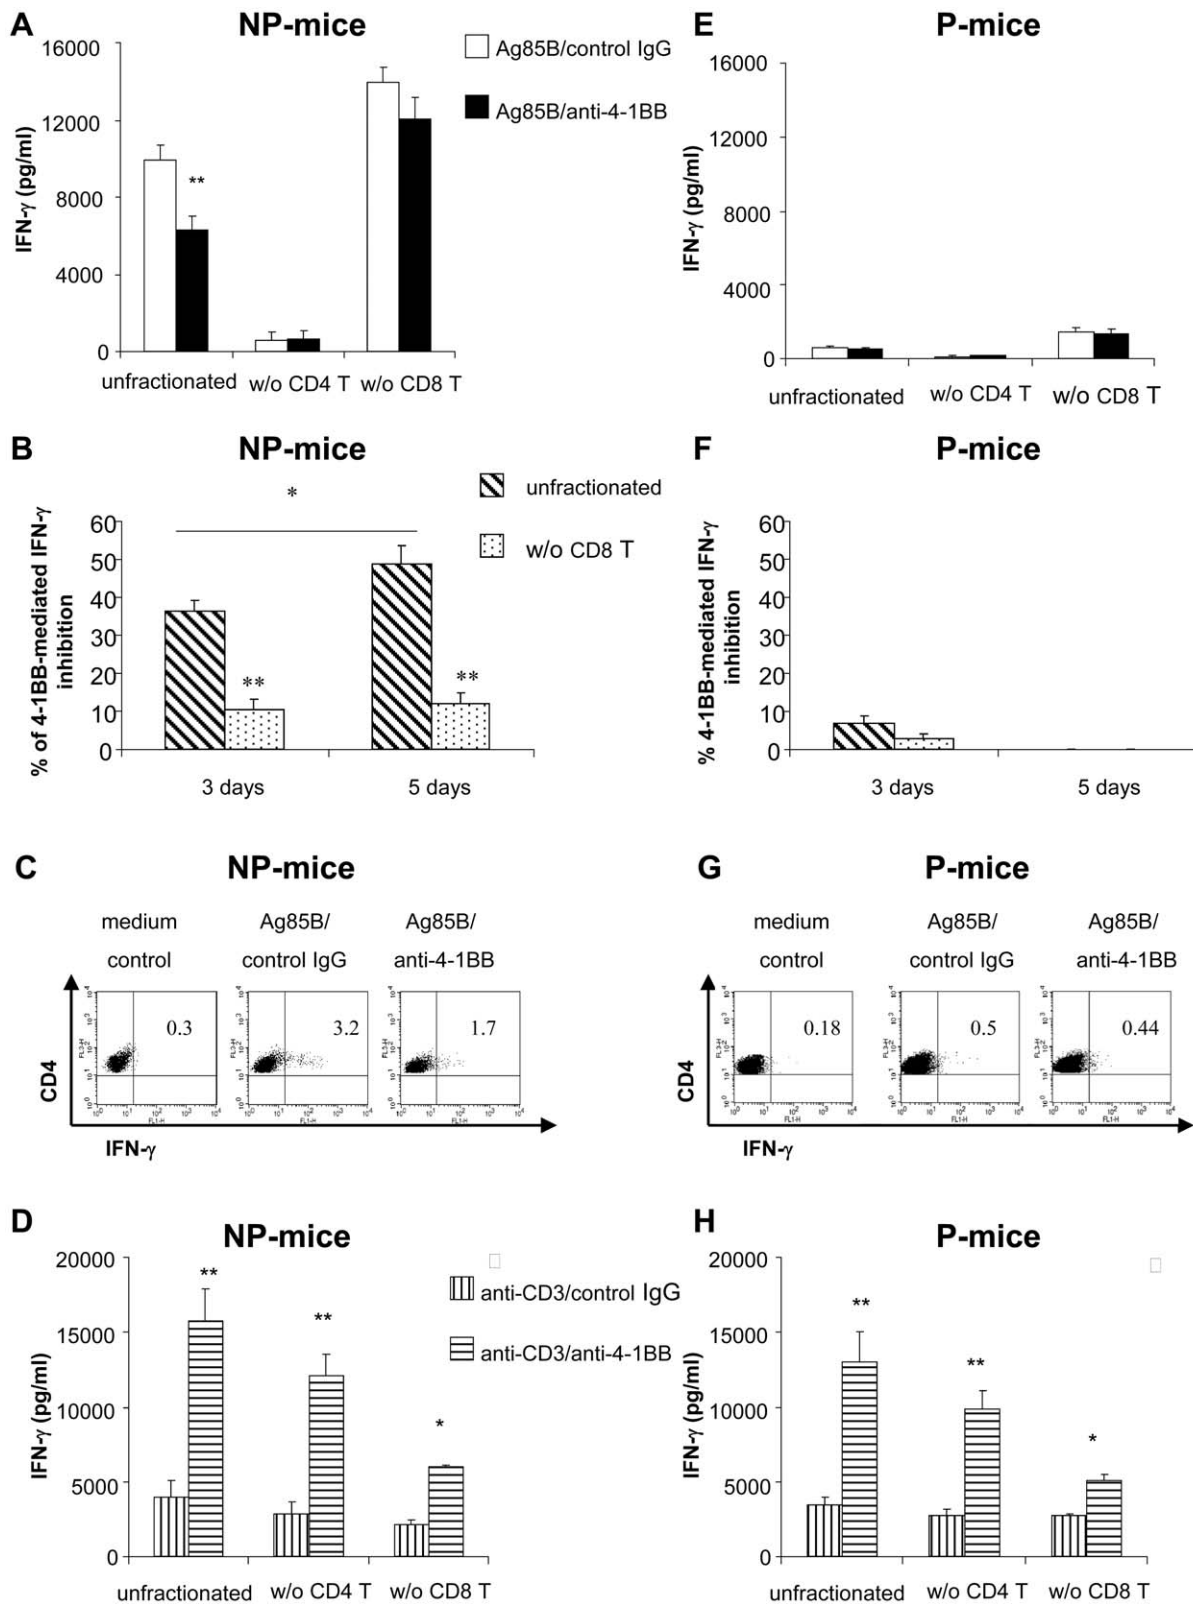 A
NP-mice
16000
12000
8000
4000
0
IFN-γ (pg/ml)
**
unfractionated
w/o CD4 T
w/o CD8 T
Ag85B/control IgG
Ag85B/anti-4-1BB
E
P-mice
16000
12000
8000
4000
0
IFN-γ (pg/ml)
unfractionated
w/o CD4 T
w/o CD8 T
B
NP-mice
% of 4-1BB-mediated IFN-γ
inhibition
60
50
40
30
20
10
0
*
**
**
3 days
5 days
unfractionated
w/o CD8 T
F
P-mice
% 4-1BB-mediated IFN-γ
inhibition
60
50
40
30
20
10
0
3 days
5 days
C
NP-mice
medium
control
Ag85B/
control IgG
Ag85B/
anti-4-1BB
0.3
3.2
1.7
CD4
IFN-γ
G
P-mice
medium
control
Ag85B/
control IgG
Ag85B/
anti-4-1BB
0.18
0.5
0.44
CD4
IFN-γ
D
NP-mice
20000
15000
10000
5000
0
IFN-γ (pg/ml)
**
**
*
unfractionated
w/o CD4 T
w/o CD8 T
anti-CD3/control IgG
anti-CD3/anti-4-1BB
H
P-mice
20000
15000
10000
5000
0
IFN-γ (pg/ml)
**
**
*
unfractionated
w/o CD4 T
w/o CD8 T